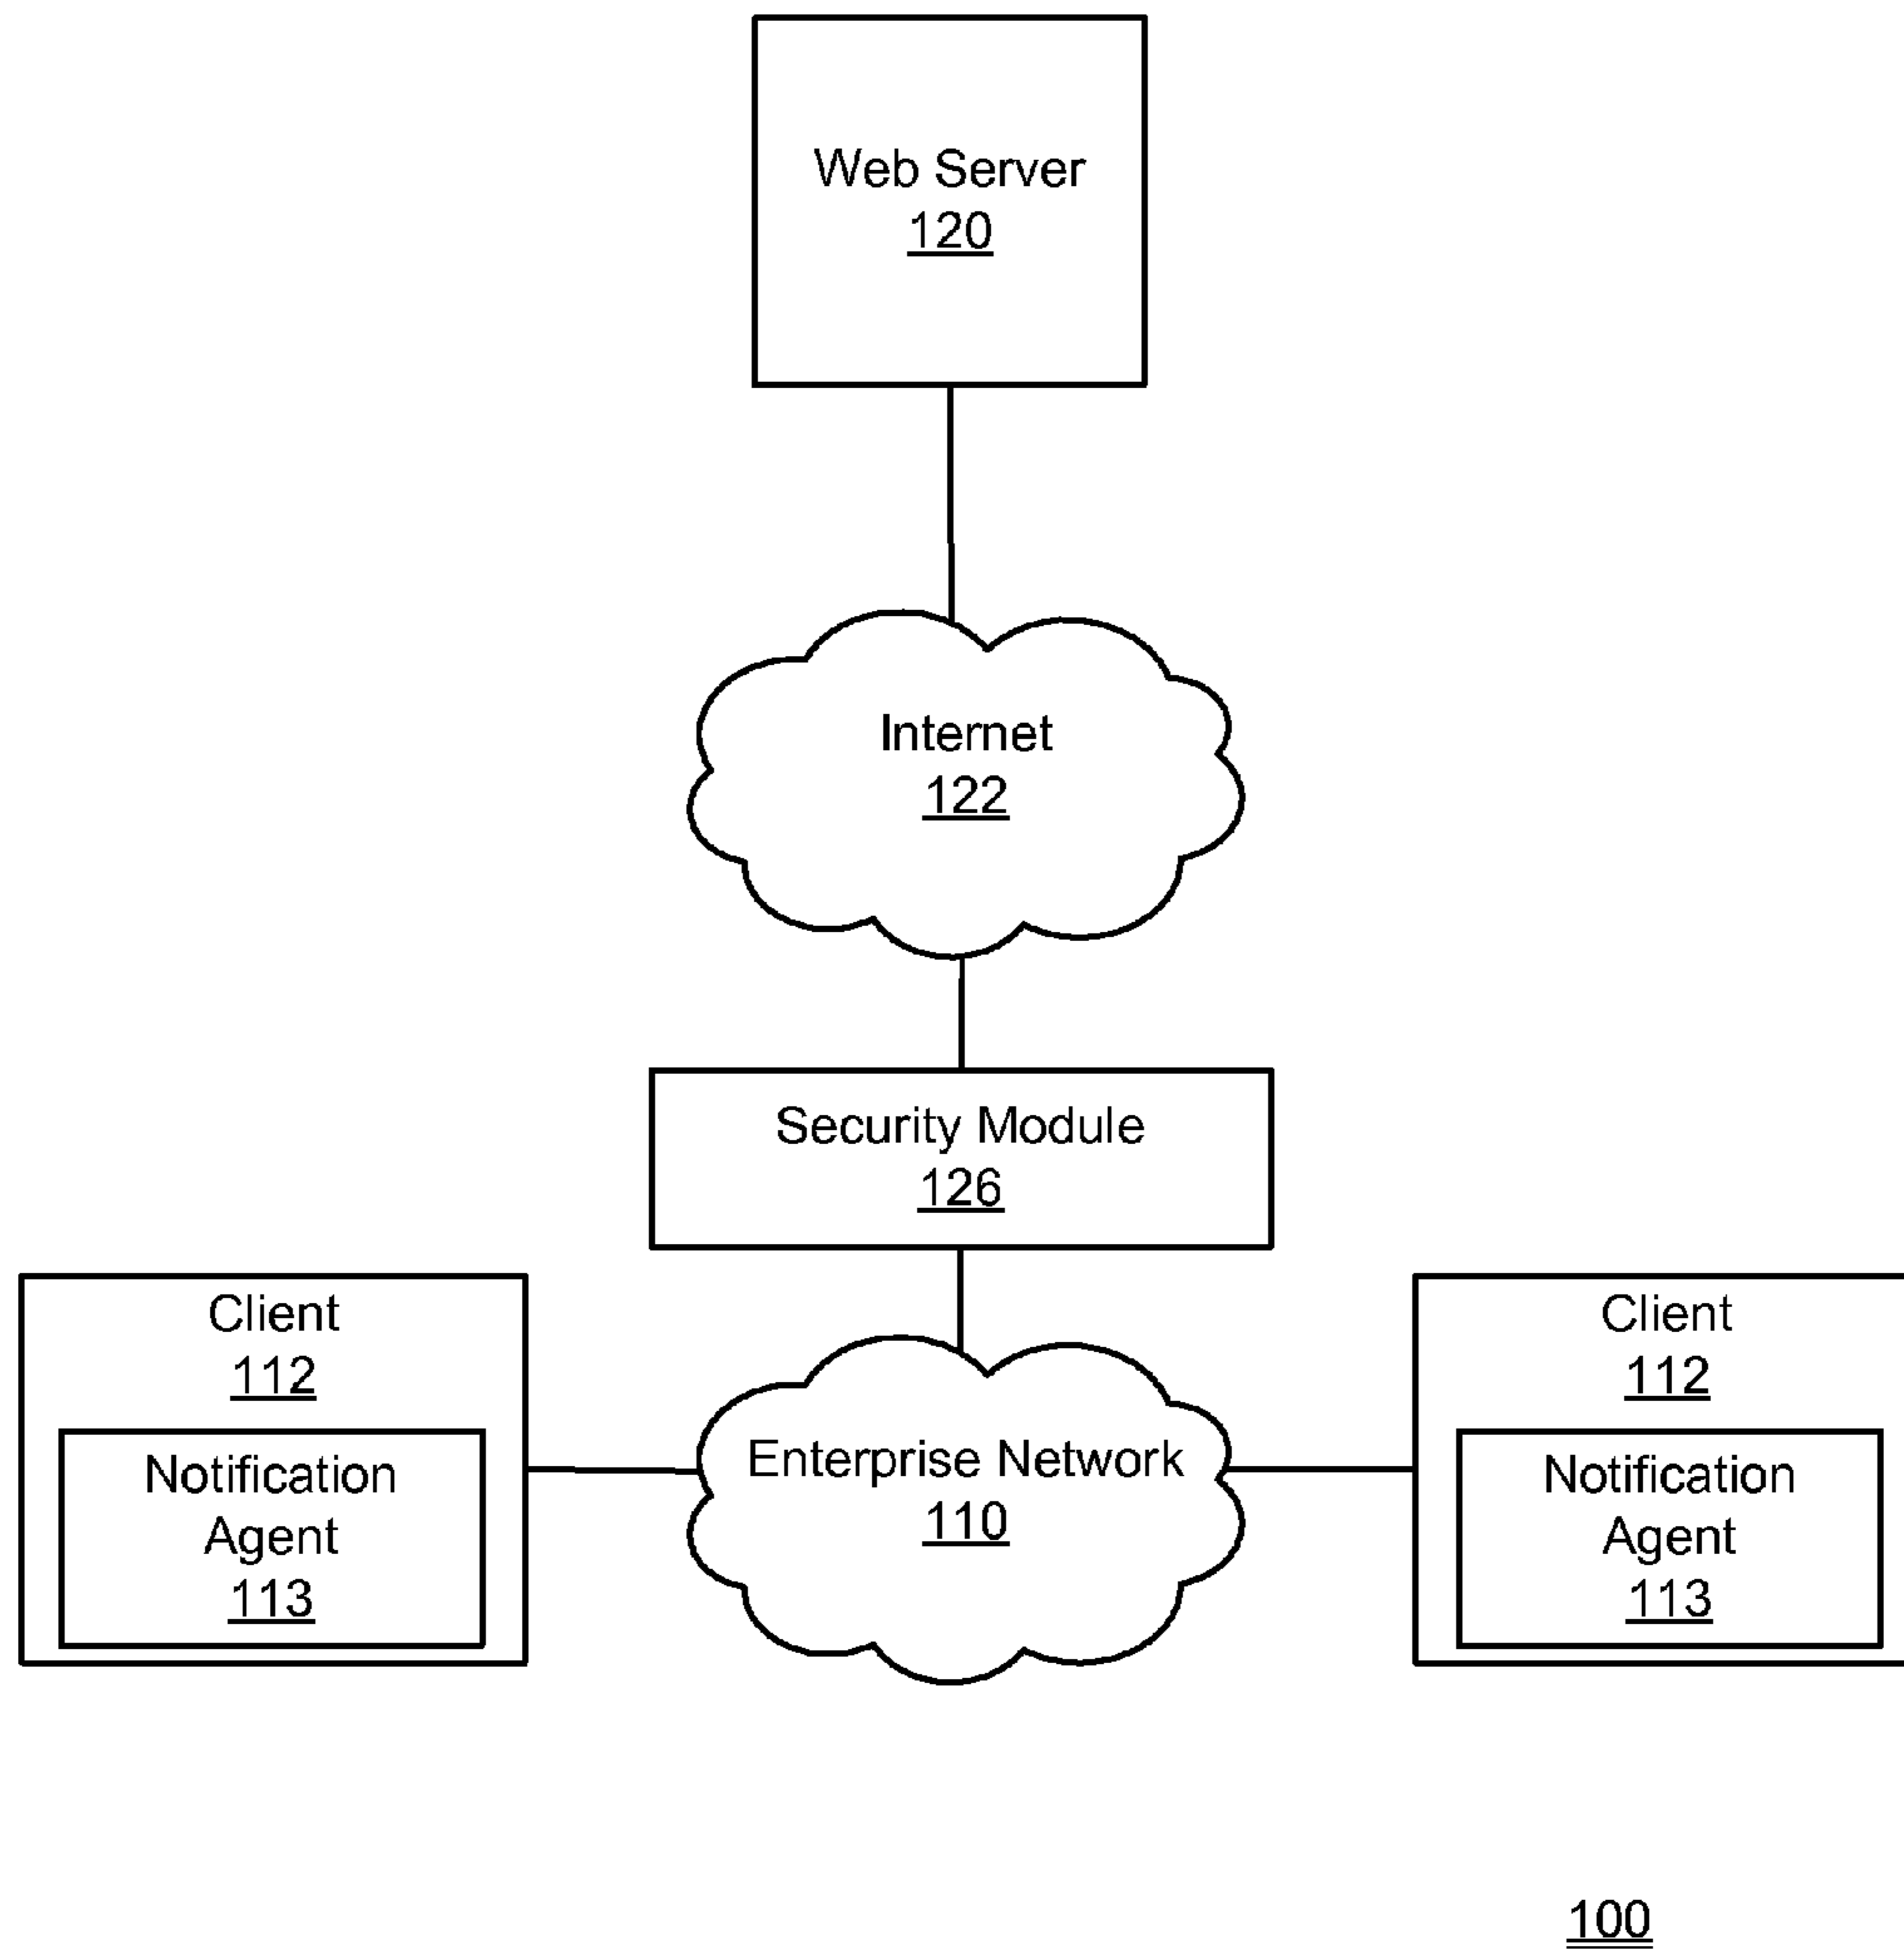 Web Server
120
Internet
122
Security Module
126
Client
112
Notification
Agent
113
Enterprise Network
110
Client
112
Notification
Agent
113
100